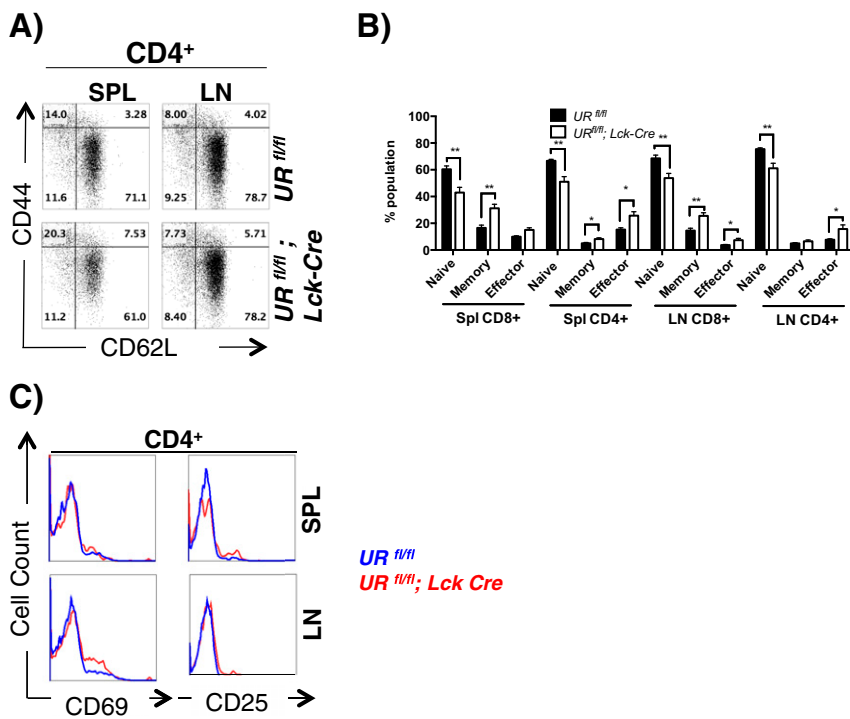 A)
CD4+
SPL LN
14.0 3.28 8.00 4.02
11.6 71.1 9.25 78.7
UR fl/fl
20.3 7.53 7.73 5.71
11.2 61.0 8.40 78.2
UR fl/fl ;
Lck-Cre
CD44
CD62L
B)
UR fl/fl
URfl/fl; Lck-Cre
% population
100
80
60
40
20
0
** ** ** * * ** ** * ** *
Naive Memory Effector Naive Memory Effector Naive Memory Effector Naive Memory Effector
Spl CD8+ Spl CD4+ LN CD8+ LN CD4+
C)
CD4+
SPL
LN
Cell Count
CD69 CD25
UR fl/fl
UR fl/fl; Lck Cre